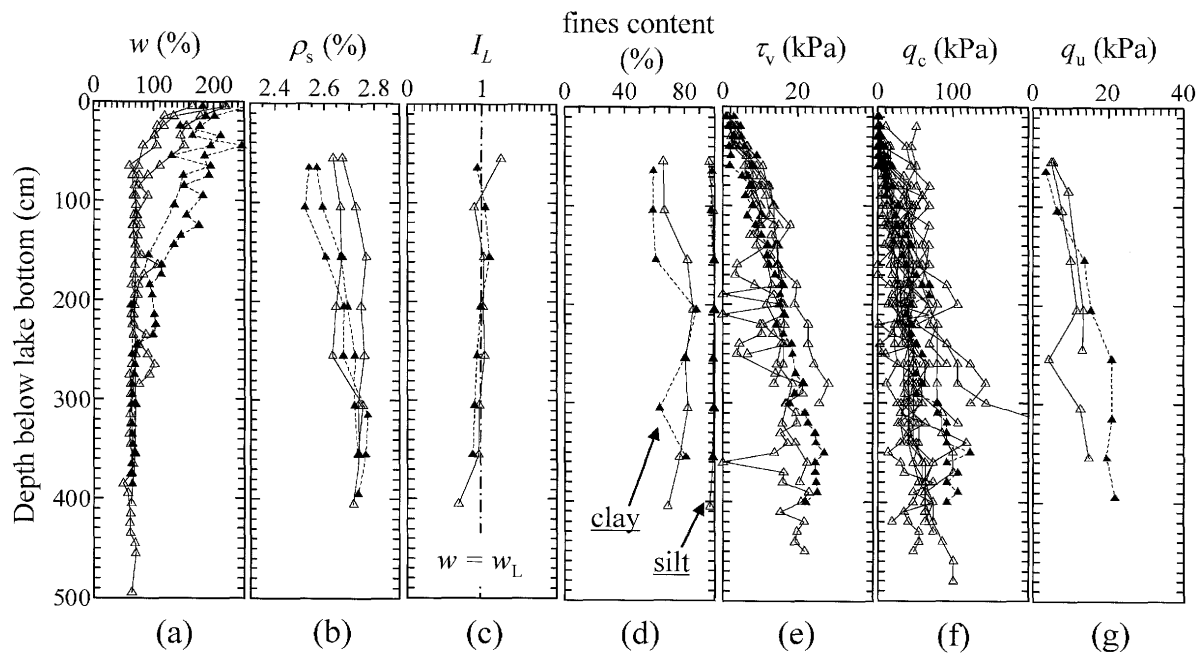 fines content
w (%) ρs (%) IL (%) τv (kPa) qc (kPa) qu (kPa)
0 100 200 2.4 2.6 2.8 0 1 2 0 40 80 0 20 40 0 100 0 20 40
0
100
200
300
400
500
Depth below lake bottom (cm)
clay
silt
w = wL
(a) (b) (c) (d) (e) (f) (g)